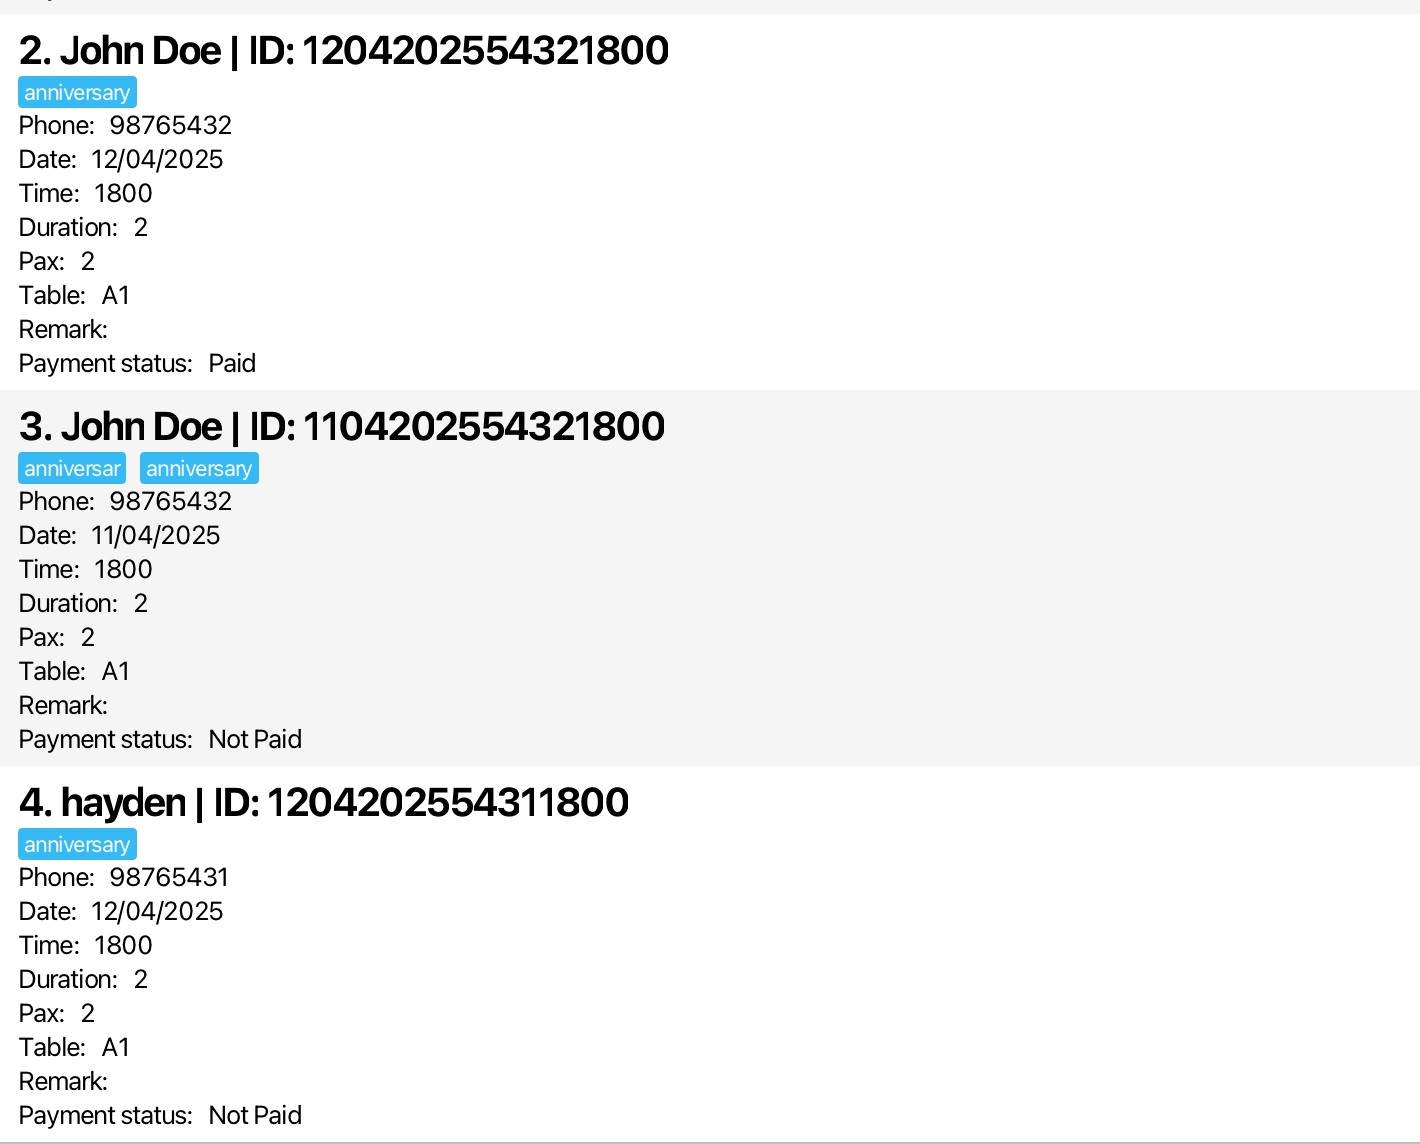 2. John Doe | ID: 1204202554321800
anniversary
Phone: 98765432
Date: 12/04/2025
Time: 1800
Duration: 2
Pax: 2
Table: A1
Remark:
Payment status: Paid
3. John Doe | ID: 1104202554321800
anniversar anniversary
Phone: 98765432
Date: 11/04/2025
Time: 1800
Duration: 2
Pax: 2
Table: A1
Remark:
Payment status: Not Paid
4. hayden | ID: 1204202554311800
anniversary
Phone: 98765431
Date: 12/04/2025
Time: 1800
Duration: 2
Pax: 2
Table: A1
Remark:
Payment status: Not Paid